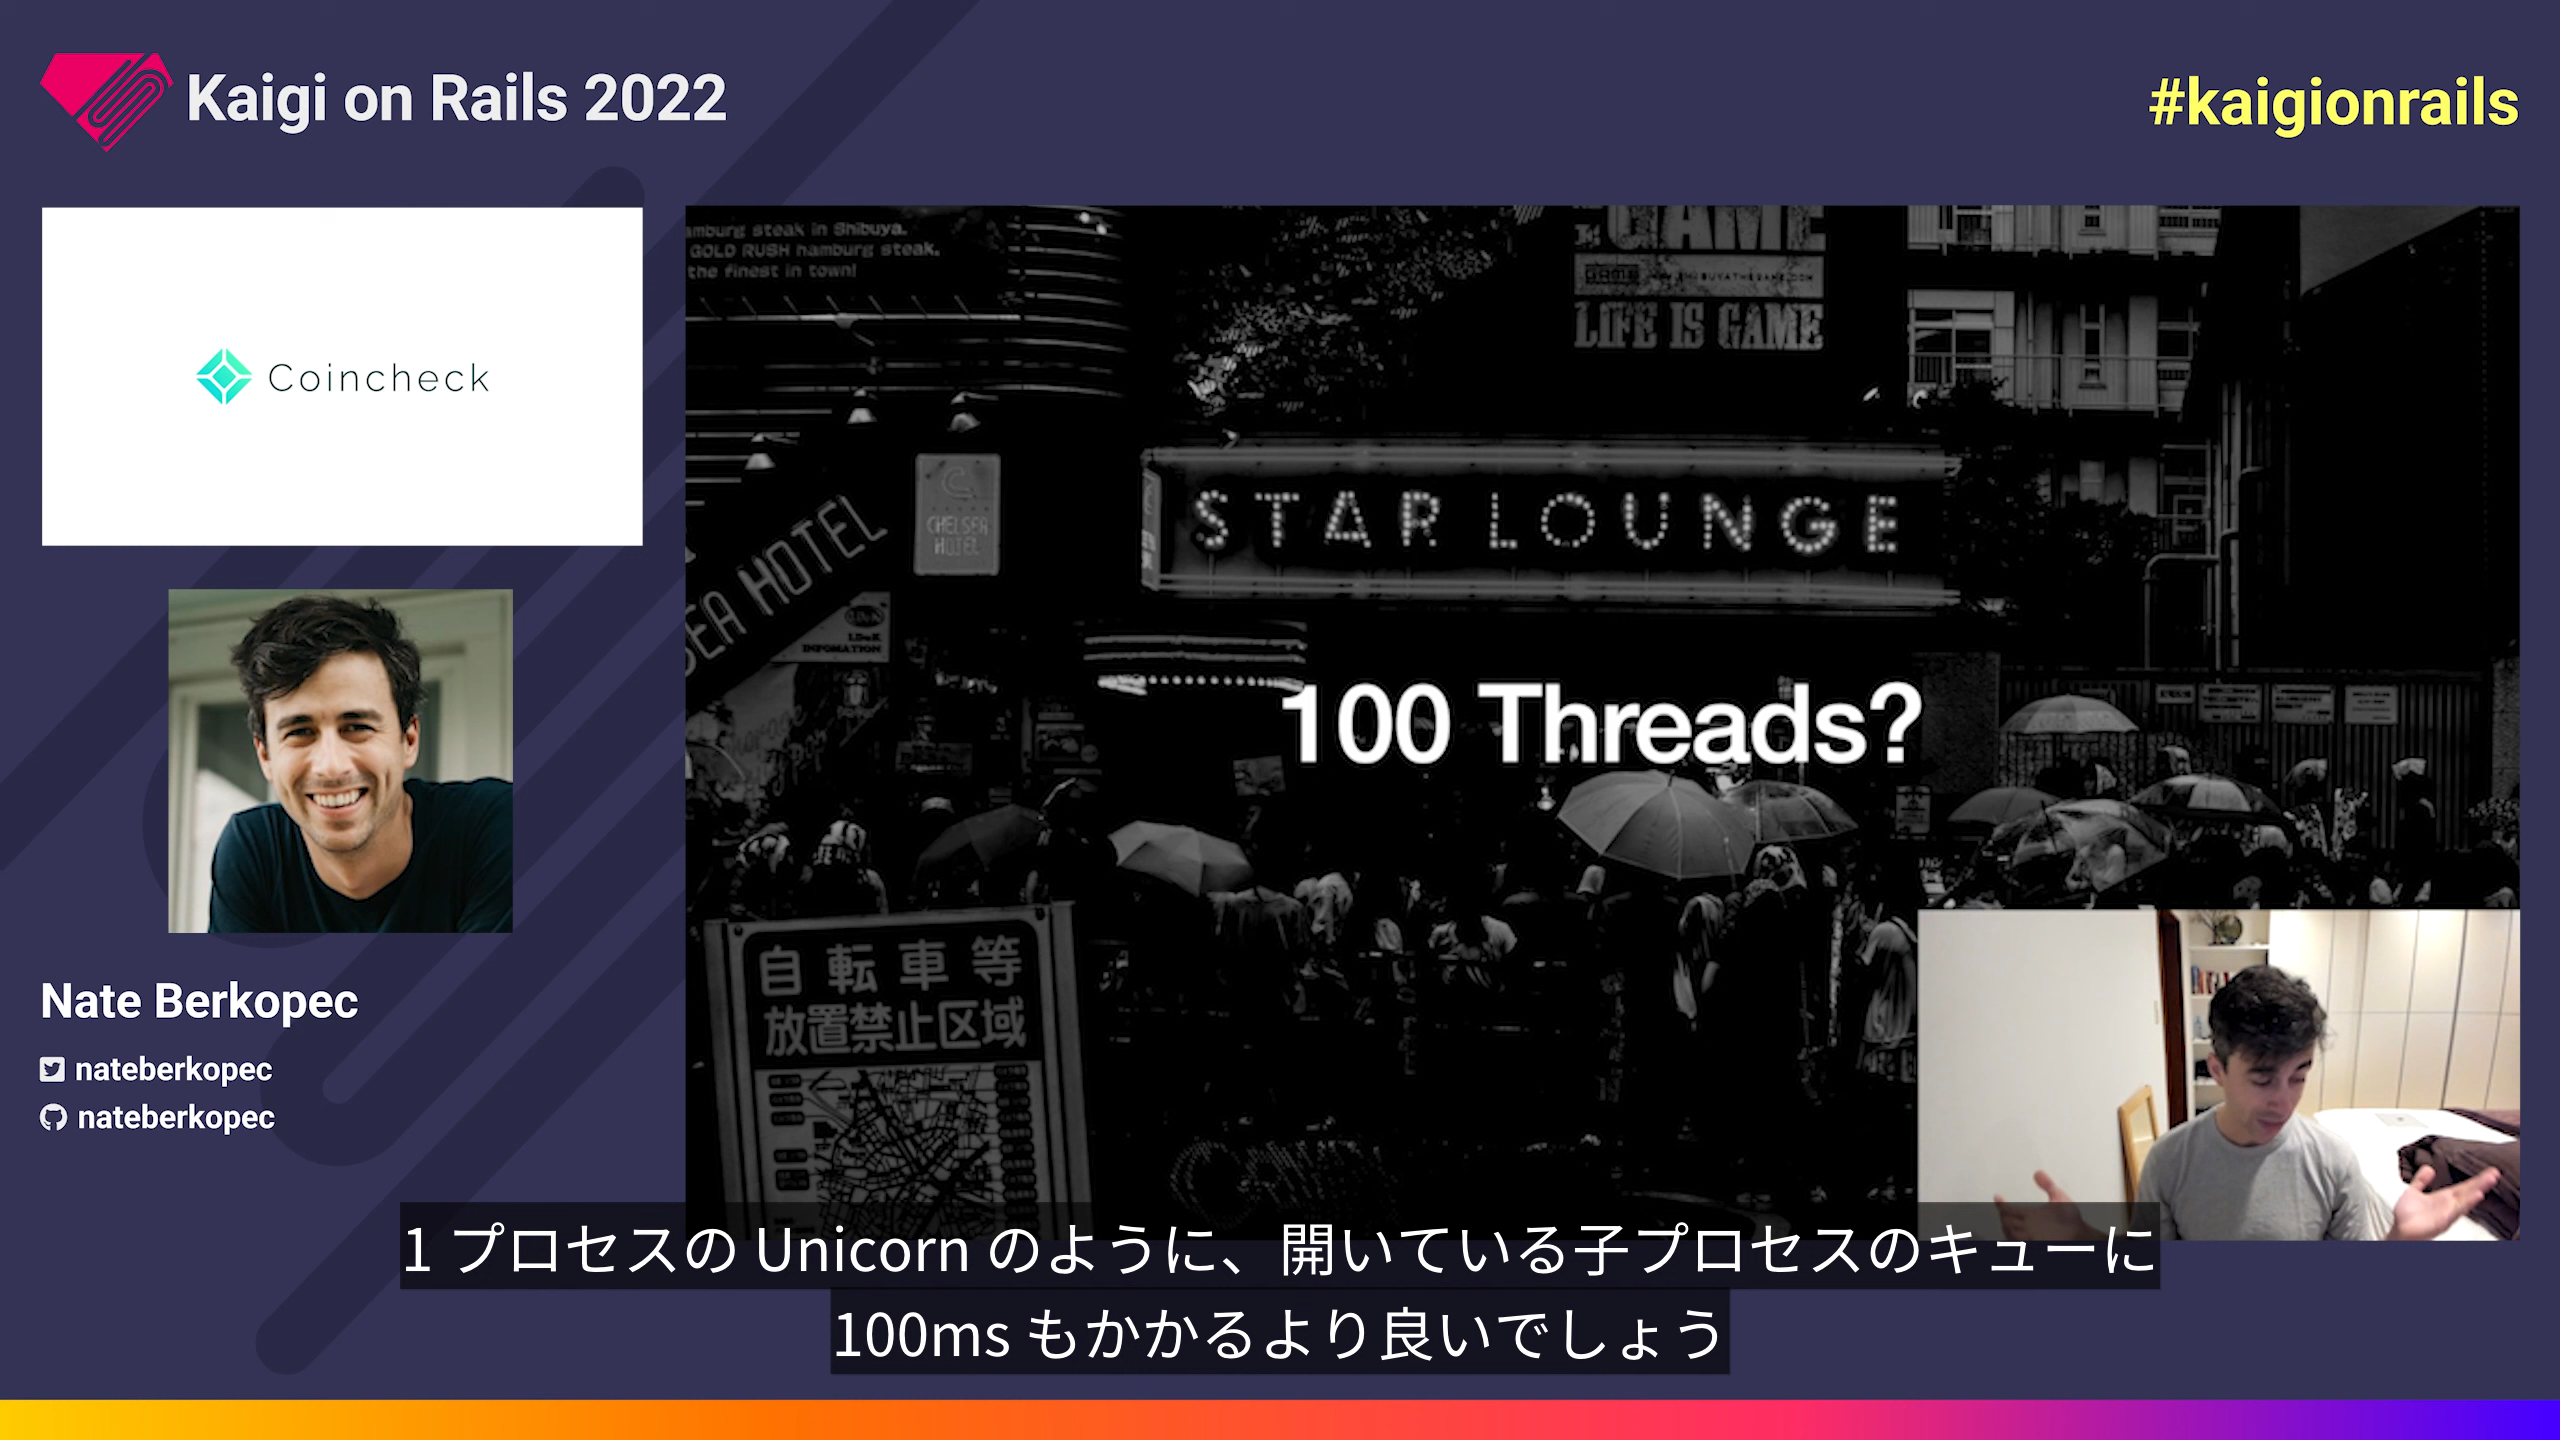 Kaigi on Rails 2022
#kaigionrails
Coincheck
Nate Berkopec
nateberkopec
nateberkopec
amburg steak in Shibuya.
GOLD RUSH hamburg steak.
the finest in town!
GAME
LIFE IS GAME
STAR LOUNGE
CHELSEA
HOTEL
SEA HOTEL
I.D.u.K
INFOMATION
100 Threads?
自転車等
放置禁止区域
1 プロセスの Unicorn のように、開いている子プロセスのキューに
100ms もかかるより良いでしょう